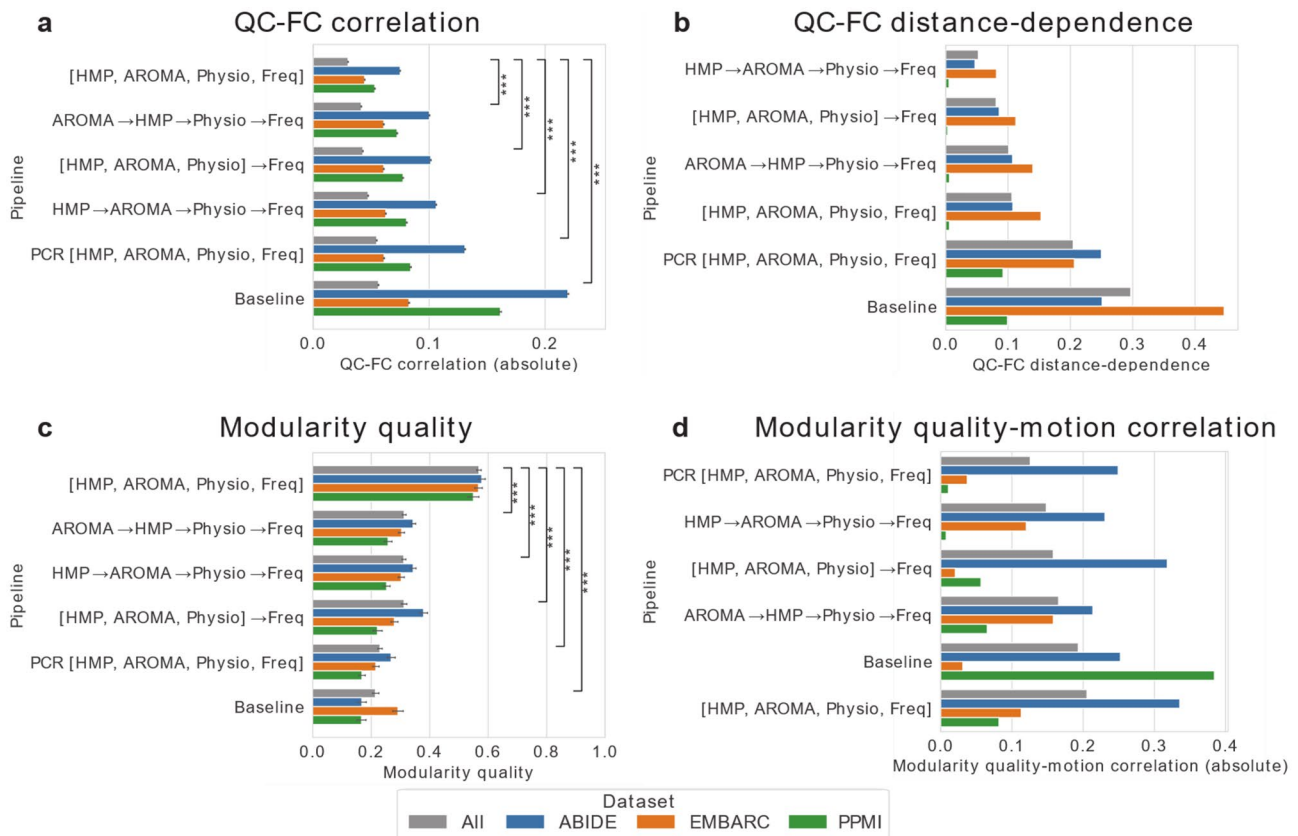 a QC-FC correlation
Pipeline
[HMP, AROMA, Physio, Freq]
AROMA→HMP→Physio→Freq
[HMP, AROMA, Physio]→Freq
HMP→AROMA→Physio→Freq
PCR [HMP, AROMA, Physio, Freq]
Baseline
***
***
***
***
***
0.0 0.1 0.2
QC-FC correlation (absolute)
b QC-FC distance-dependence
Pipeline
HMP→AROMA→Physio→Freq
[HMP, AROMA, Physio]→Freq
AROMA→HMP→Physio→Freq
[HMP, AROMA, Physio, Freq]
PCR [HMP, AROMA, Physio, Freq]
Baseline
0.0 0.1 0.2 0.3 0.4
QC-FC distance-dependence
c Modularity quality
Pipeline
[HMP, AROMA, Physio, Freq]
AROMA→HMP→Physio→Freq
HMP→AROMA→Physio→Freq
[HMP, AROMA, Physio]→Freq
PCR [HMP, AROMA, Physio, Freq]
Baseline
***
***
***
***
***
0.0 0.2 0.4 0.6 0.8 1.0
Modularity quality
d Modularity quality-motion correlation
Pipeline
PCR [HMP, AROMA, Physio, Freq]
HMP→AROMA→Physio→Freq
[HMP, AROMA, Physio]→Freq
AROMA→HMP→Physio→Freq
Baseline
[HMP, AROMA, Physio, Freq]
0.0 0.1 0.2 0.3 0.4
Modularity quality-motion correlation (absolute)
Dataset
All ABIDE EMBARC PPMI